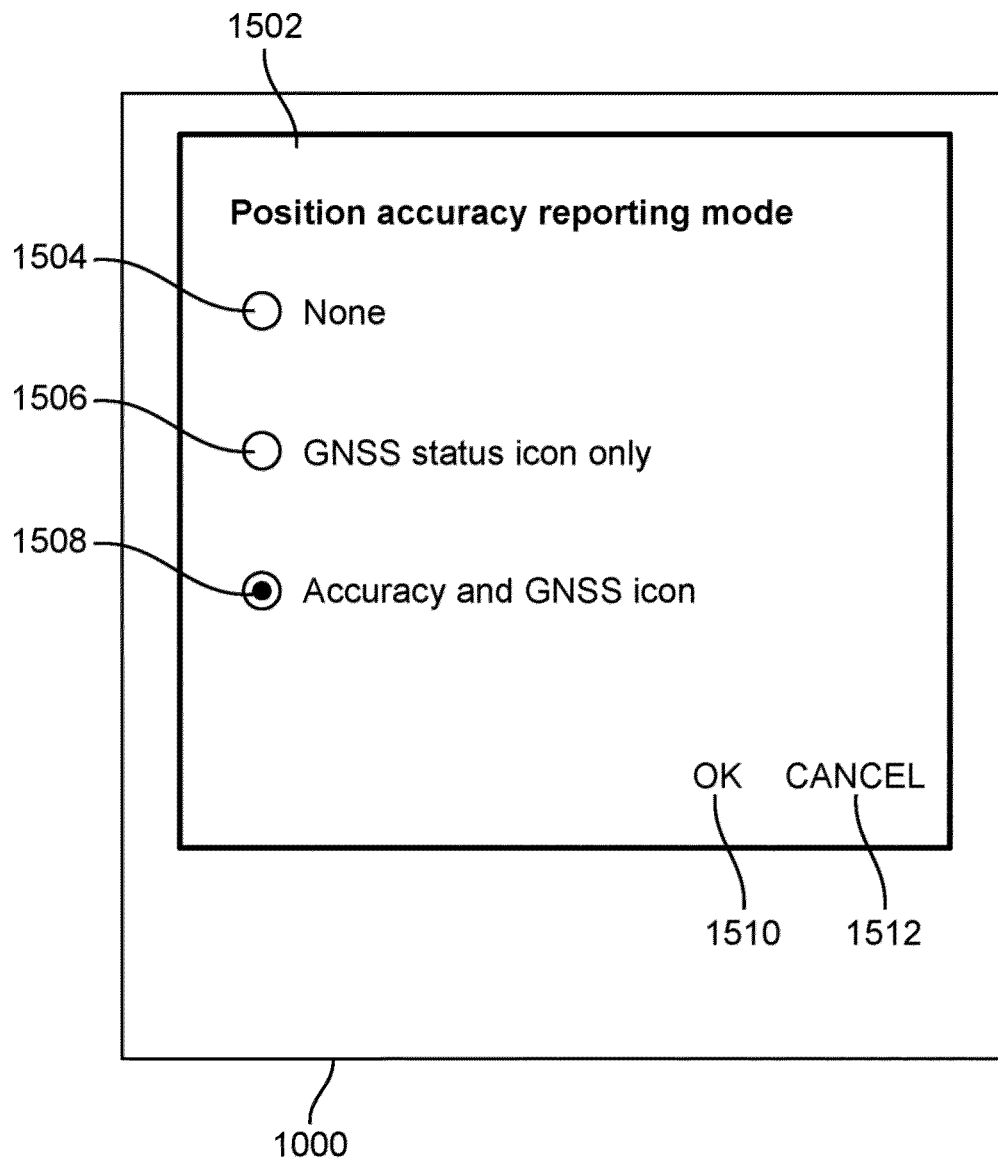 1502
Position accuracy reporting mode
1504
None
1506
GNSS status icon only
1508
Accuracy and GNSS icon
OK CANCEL
1510 1512
1000